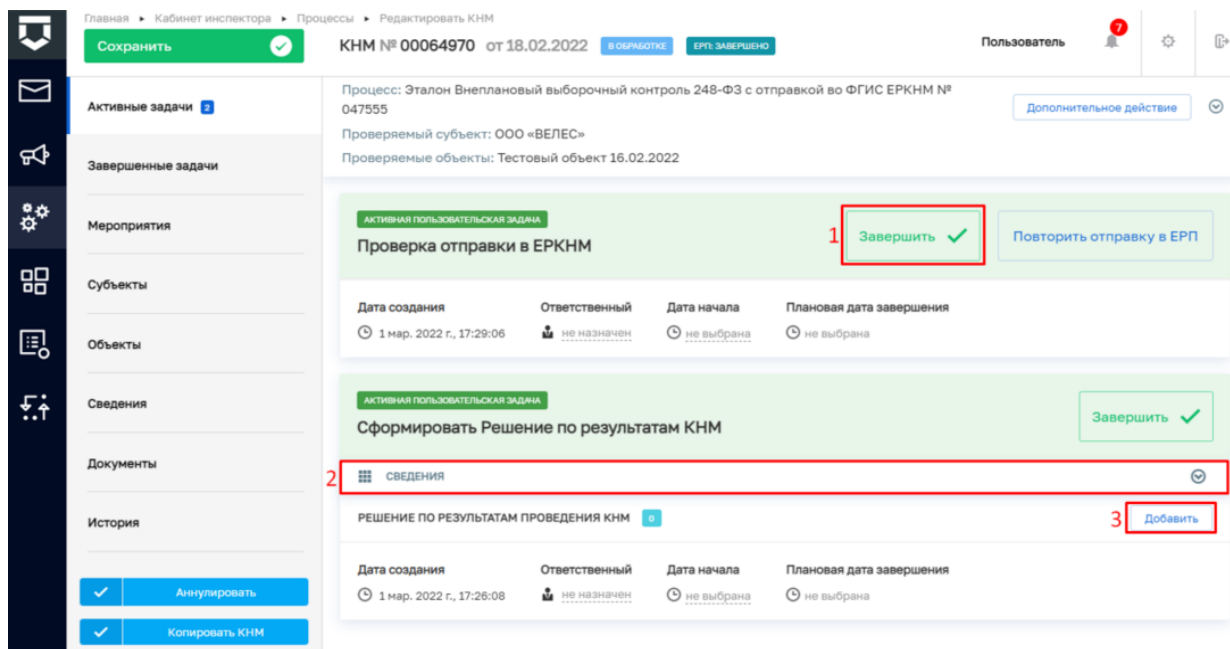 Главная ▸ Кабинет инспектора ▸ Процессы ▸ Редактировать КНМ
Сохранить
КНМ № 00064970 от 18.02.2022 В ОБРАБОТКЕ ЕРП: ЗАВЕРШЕНО
Пользователь
7
Активные задачи 2
Завершенные задачи
Мероприятия
Субъекты
Объекты
Сведения
Документы
История
Аннулировать
Копировать КНМ
Процесс: Эталон Внеплановый выборочный контроль 248-ФЗ с отправкой во ФГИС ЕРКНМ №
047555
Дополнительное действие
Проверяемый субъект: ООО «ВЕЛЕС»
Проверяемые объекты: Тестовый объект 16.02.2022
АКТИВНАЯ ПОЛЬЗОВАТЕЛЬСКАЯ ЗАДАЧА
Проверка отправки в ЕРКНМ
1 Завершить
Повторить отправку в ЕРП
Дата создания Ответственный Дата начала Плановая дата завершения
1 мар. 2022 г., 17:29:06 не назначен не выбрана не выбрана
АКТИВНАЯ ПОЛЬЗОВАТЕЛЬСКАЯ ЗАДАЧА
Сформировать Решение по результатам КНМ
Завершить
2 СВЕДЕНИЯ
РЕШЕНИЕ ПО РЕЗУЛЬТАТАМ ПРОВЕДЕНИЯ КНМ 0
3 Добавить
Дата создания Ответственный Дата начала Плановая дата завершения
1 мар. 2022 г., 17:26:08 не назначен не выбрана не выбрана